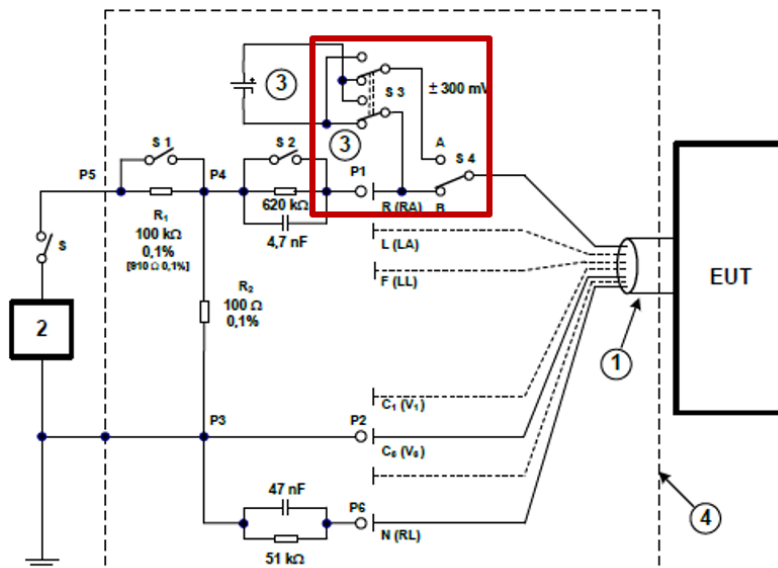 3
S 3
± 300 mV
3
A
S 1
S 2
P1
S 4
P5
P4
R (RA)
B
R₁
100 kΩ
0,1%
[910 Ω 0,1%]
620 kΩ
4,7 nF
L (LA)
S
F (LL)
EUT
R₂
100 Ω
0,1%
2
1
C₁ (V₁)
P3
P2
C₆ (V₆)
47 nF
P6
4
N (RL)
51 kΩ